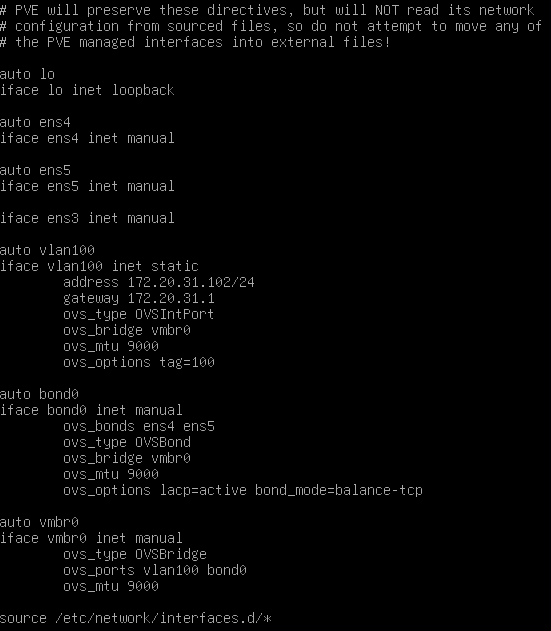 # PVE will preserve these directives, but will NOT read its network
# configuration from sourced files, so do not attempt to move any of
# the PVE managed interfaces into external files!
auto lo
iface lo inet loopback
auto ens4
iface ens4 inet manual
auto ens5
iface ens5 inet manual
iface ens3 inet manual
auto vlan100
iface vlan100 inet static
address 172.20.31.102/24
gateway 172.20.31.1
ovs_type OVSIntPort
ovs_bridge vmbr0
ovs_mtu 9000
ovs_options tag=100
auto bond0
iface bond0 inet manual
ovs_bonds ens4 ens5
ovs_type OVSBond
ovs_bridge vmbr0
ovs_mtu 9000
ovs_options lacp=active bond_mode=balance-tcp
auto vmbr0
iface vmbr0 inet manual
ovs_type OVSBridge
ovs_ports vlan100 bond0
ovs_mtu 9000
source /etc/network/interfaces.d/*